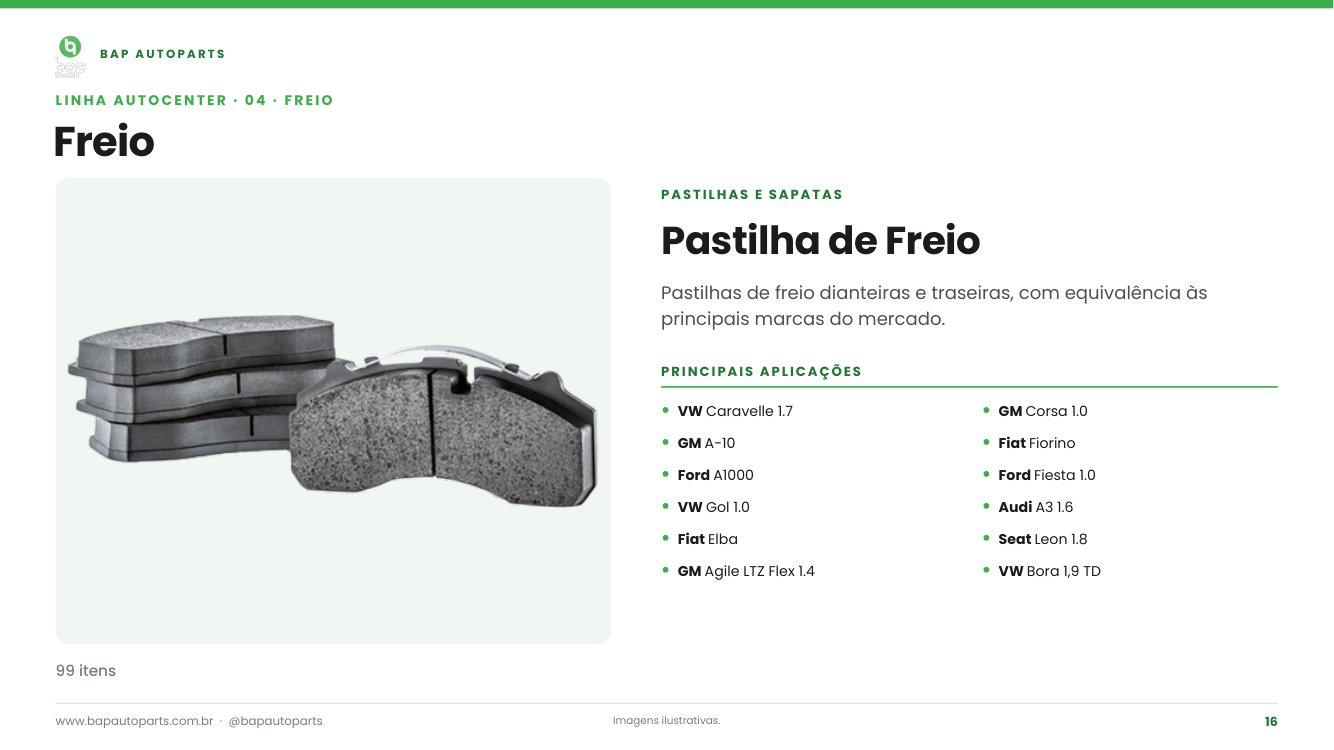 bap
BAP AUTOPARTS
LINHA AUTOCENTER · 04 · FREIO
Freio
PASTILHAS E SAPATAS
Pastilha de Freio
Pastilhas de freio dianteiras e traseiras, com equivalência às
principais marcas do mercado.
PRINCIPAIS APLICAÇÕES
• VW Caravelle 1.7
• GM A-10
• Ford A1000
• VW Gol 1.0
• Fiat Elba
• GM Agile LTZ Flex 1.4
• GM Corsa 1.0
• Fiat Fiorino
• Ford Fiesta 1.0
• Audi A3 1.6
• Seat Leon 1.8
• VW Bora 1,9 TD
99 itens
www.bapautoparts.com.br · @bapautoparts
Imagens ilustrativas.
16